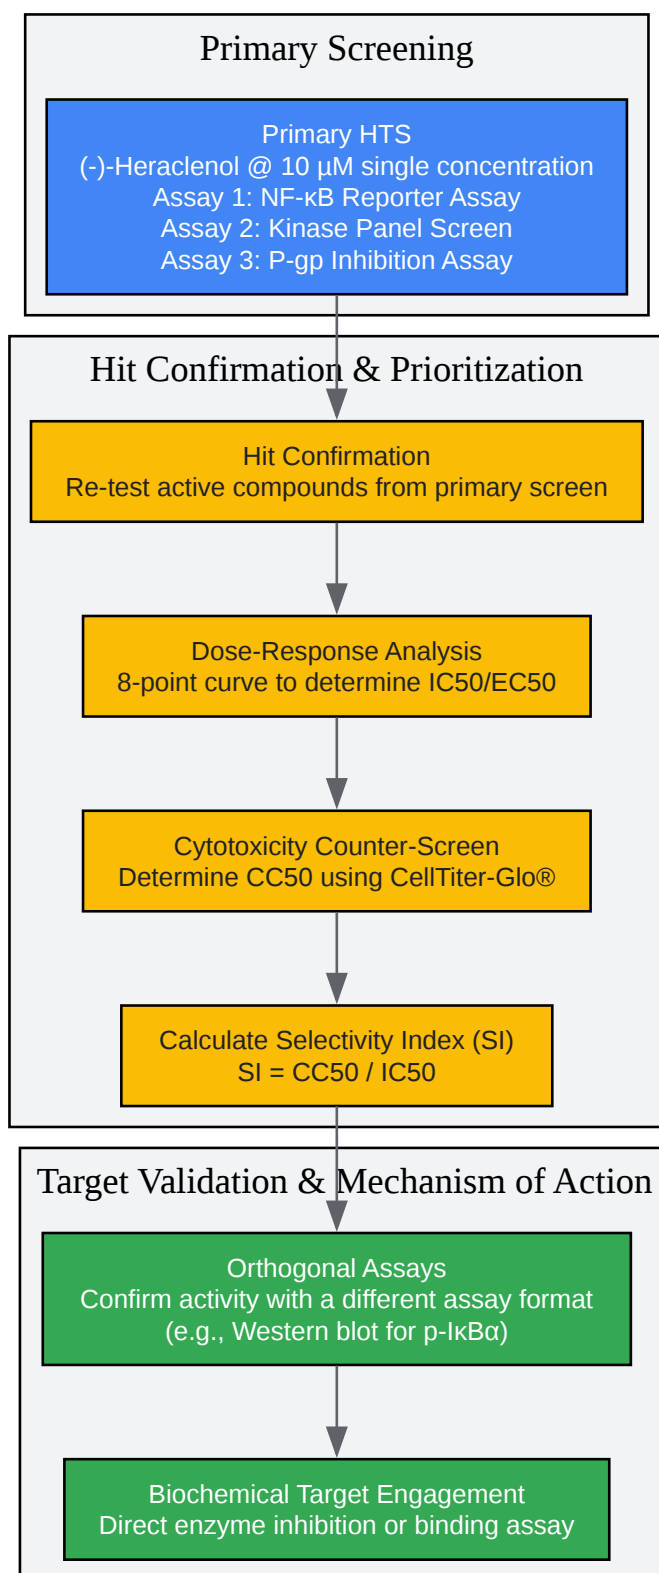 Primary Screening
Primary HTS
(-)-Heraclenol @ 10 µM single concentration
Assay 1: NF-κB Reporter Assay
Assay 2: Kinase Panel Screen
Assay 3: P-gp Inhibition Assay
Hit Confirmation & Prioritization
Hit Confirmation
Re-test active compounds from primary screen
Dose-Response Analysis
8-point curve to determine IC50/EC50
Cytotoxicity Counter-Screen
Determine CC50 using CellTiter-Glo®
Calculate Selectivity Index (SI)
SI = CC50 / IC50
Target Validation & Mechanism of Action
Orthogonal Assays
Confirm activity with a different assay format
(e.g., Western blot for p-IκBα)
Biochemical Target Engagement
Direct enzyme inhibition or binding assay